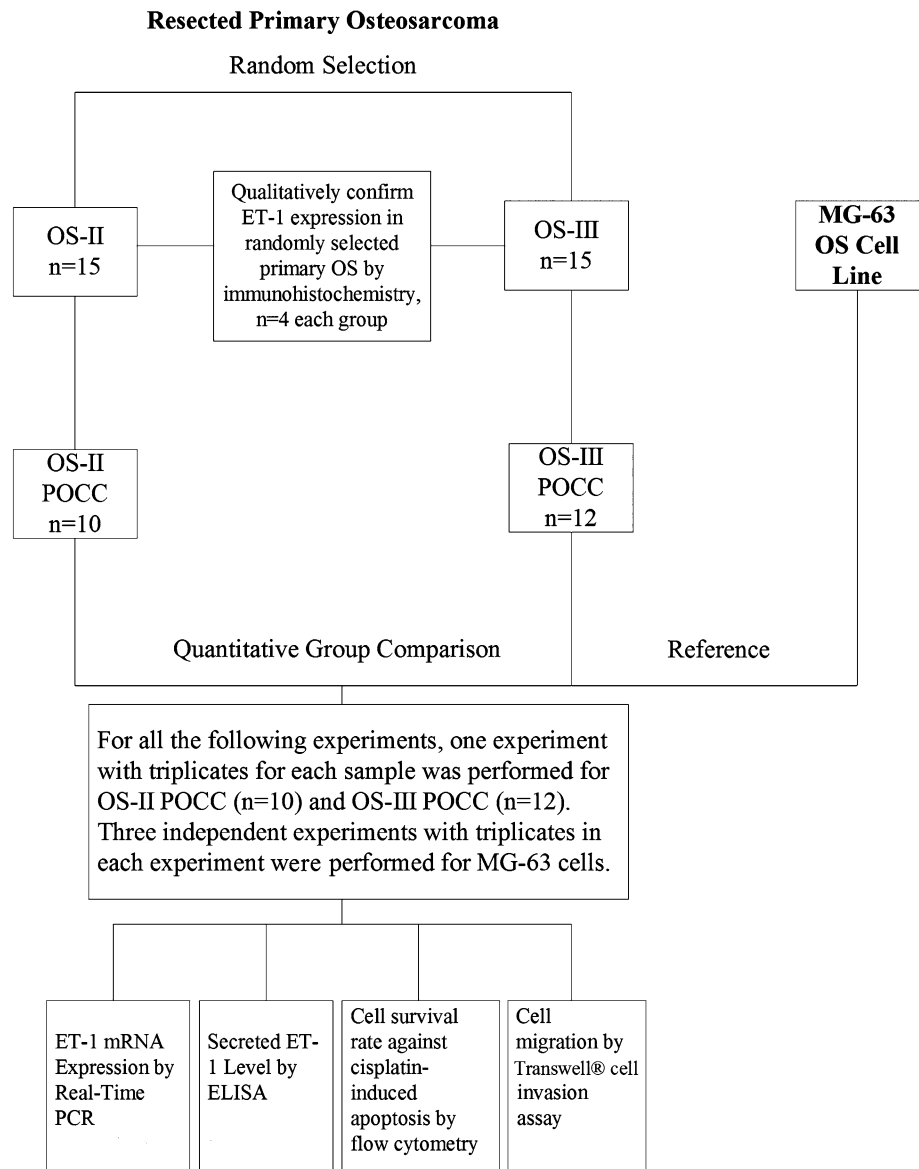 Resected Primary Osteosarcoma
Random Selection
OS-II
n=15
Qualitatively confirm
ET-1 expression in
randomly selected
primary OS by
immunohistochemistry,
n=4 each group
OS-III
n=15
MG-63
OS Cell
Line
OS-II
POCC
n=10
OS-III
POCC
n=12
Quantitative Group Comparison
Reference
For all the following experiments, one experiment
with triplicates for each sample was performed for
OS-II POCC (n=10) and OS-III POCC (n=12).
Three independent experiments with triplicates in
each experiment were performed for MG-63 cells.
ET-1 mRNA
Expression by
Real-Time
PCR
Secreted ET-
1 Level by
ELISA
Cell survival
rate against
cisplatin-
induced
apoptosis by
flow cytometry
Cell
migration by
Transwell® cell
invasion
assay